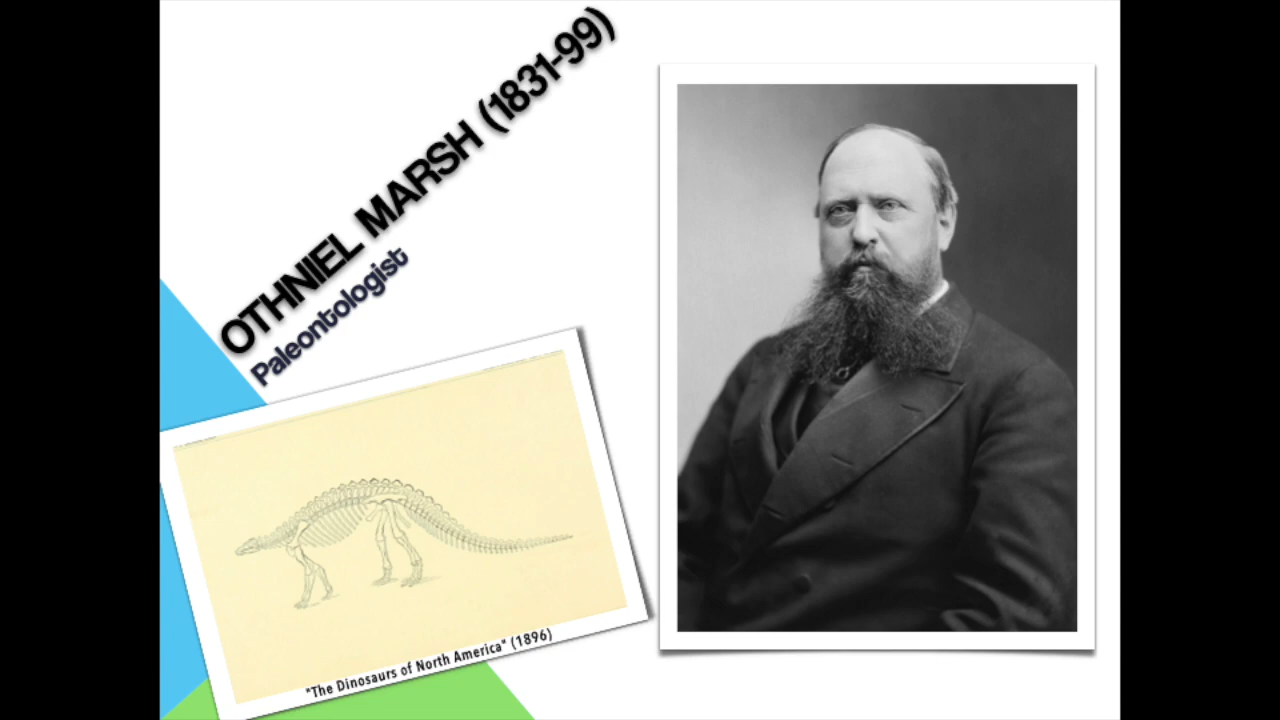 OTHNIEL MARSH (1831-99)
Paleontologist
"The Dinosaurs of North America" (1896)